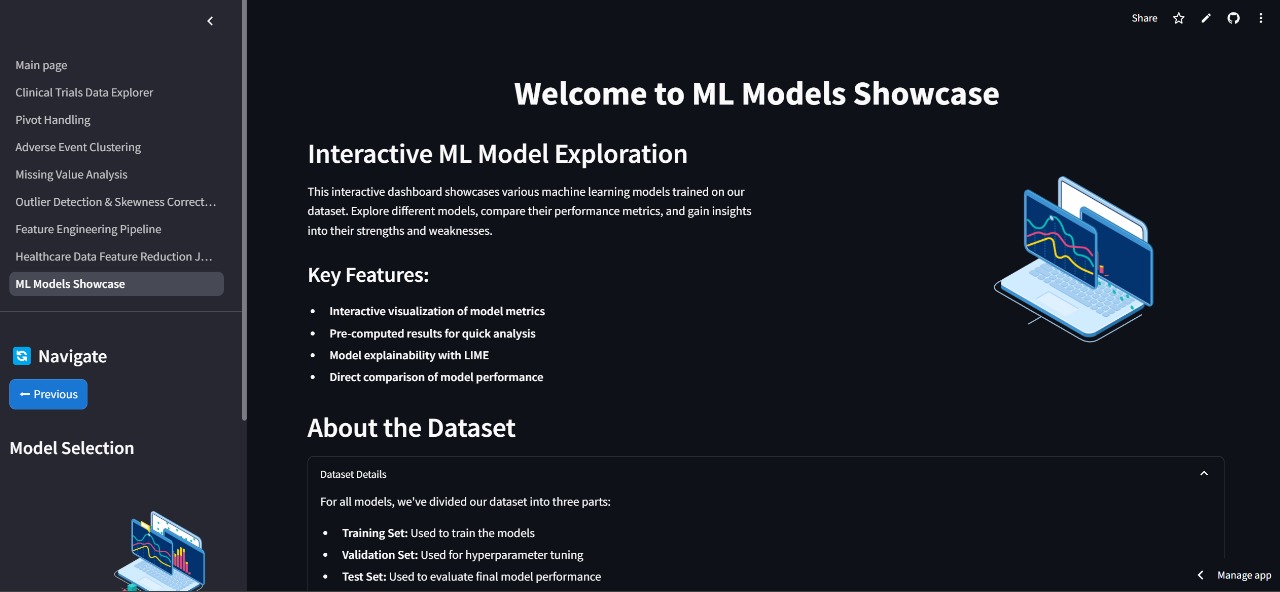 Share
Main page
Clinical Trials Data Explorer
Pivot Handling
Adverse Event Clustering
Missing Value Analysis
Outlier Detection & Skewness Correct…
Feature Engineering Pipeline
Healthcare Data Feature Reduction J…
ML Models Showcase
Navigate
← Previous
Model Selection
Welcome to ML Models Showcase
Interactive ML Model Exploration
This interactive dashboard showcases various machine learning models trained on our
dataset. Explore different models, compare their performance metrics, and gain insights
into their strengths and weaknesses.
Key Features:
• Interactive visualization of model metrics
• Pre-computed results for quick analysis
• Model explainability with LIME
• Direct comparison of model performance
About the Dataset
Dataset Details
For all models, we've divided our dataset into three parts:
• Training Set: Used to train the models
• Validation Set: Used for hyperparameter tuning
• Test Set: Used to evaluate final model performance
Manage app